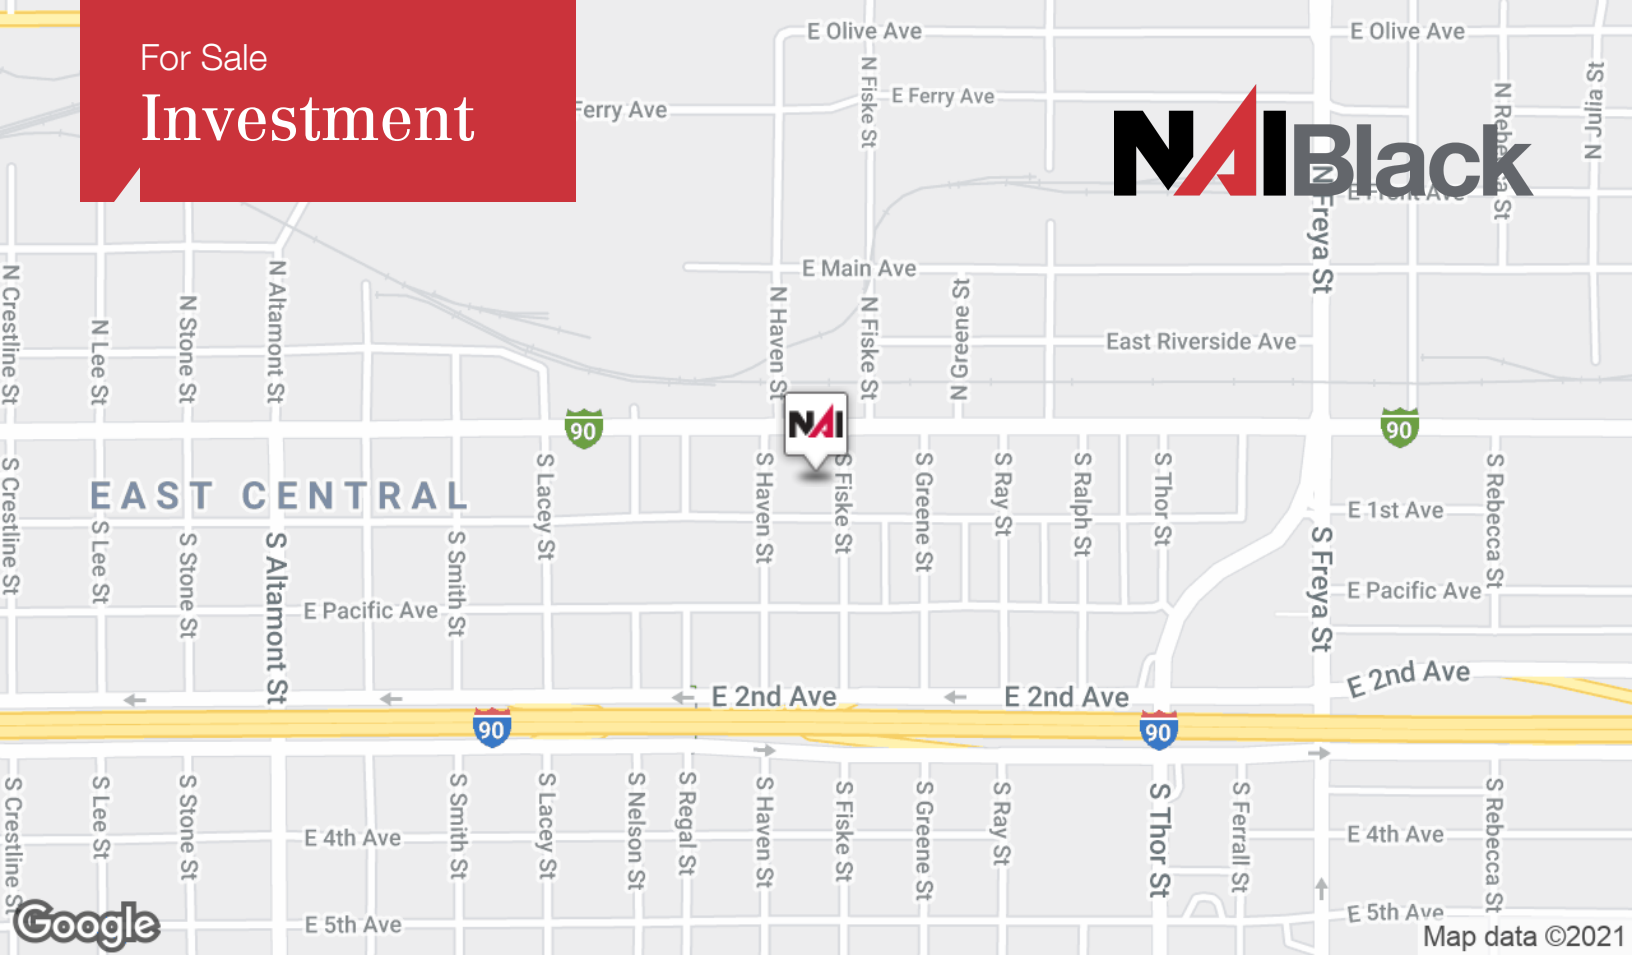 For Sale
Investment
NAIBlack
E Olive Ave
E Olive Ave
Ferry Ave
E Ferry Ave
N Fiske St
N Rebecca St
N Julia St
E Front Ave
N Freya St
E Main Ave
N Crestline St
N Lee St
N Stone St
N Altamont St
N Haven St
N Fiske St
N Greene St
East Riverside Ave
90
NAI
90
EAST CENTRAL
S Crestline St
S Lee St
S Stone St
S Altamont St
S Smith St
S Lacey St
S Haven St
S Fiske St
S Greene St
S Ray St
S Ralph St
S Thor St
S Freya St
E 1st Ave
S Rebecca St
E Pacific Ave
E Pacific Ave
E 2nd Ave
E 2nd Ave
E 2nd Ave
90
90
S Crestline St
S Lee St
S Stone St
S Smith St
S Lacey St
S Nelson St
S Regal St
S Haven St
S Fiske St
S Greene St
S Ray St
S Thor St
S Ferrall St
S Rebecca St
E 4th Ave
E 4th Ave
E 5th Ave
E 5th Ave
Google
Map data ©2021